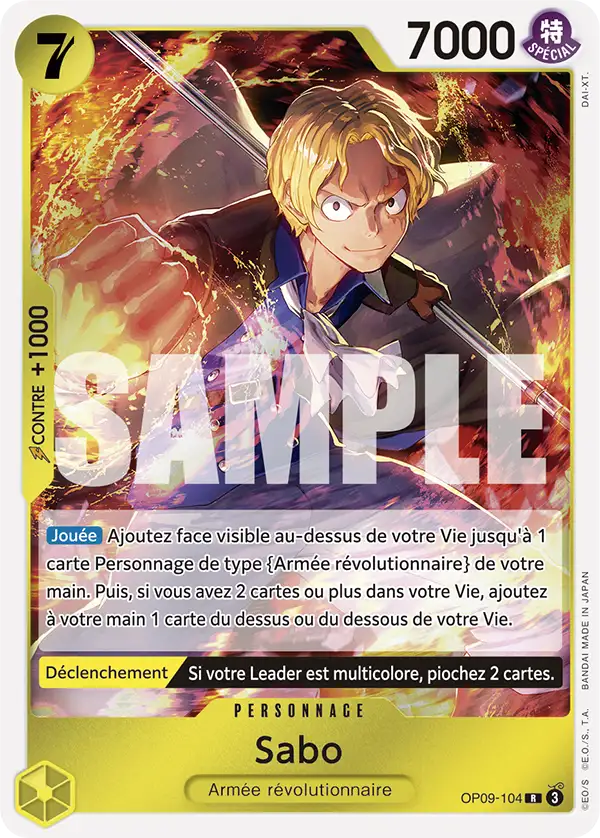 7
7000
特
SPÉCIAL
DAI-XT.
CONTRE +1000
SAMPLE
Jouée Ajoutez face visible au-dessus de votre Vie jusqu'à 1
carte Personnage de type {Armée révolutionnaire} de votre
main. Puis, si vous avez 2 cartes ou plus dans votre Vie, ajoutez
à votre main 1 carte du dessus ou du dessous de votre Vie.
Déclenchement Si votre Leader est multicolore, piochez 2 cartes.
PERSONNAGE
Sabo
Armée révolutionnaire
OP09-104 R 3
©EO/S ©E.O./S., T.A. BANDAI MADE IN JAPAN